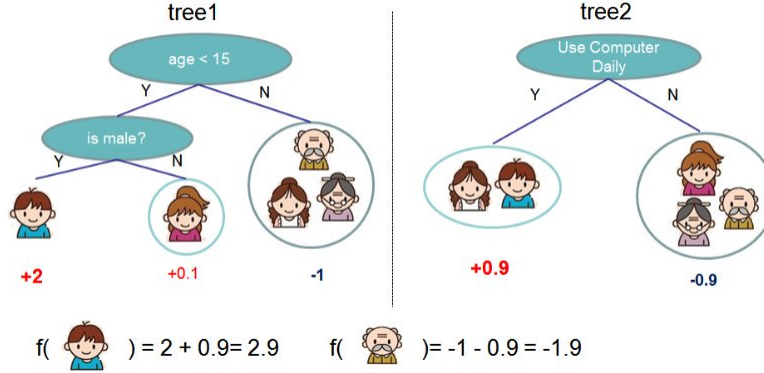 tree1
age < 15
Y
N
is male?
Y
N
+2
+0.1
-1
tree2
Use Computer
Daily
Y
N
+0.9
-0.9
f( ) = 2 + 0.9= 2.9
f( )= -1 - 0.9 = -1.9